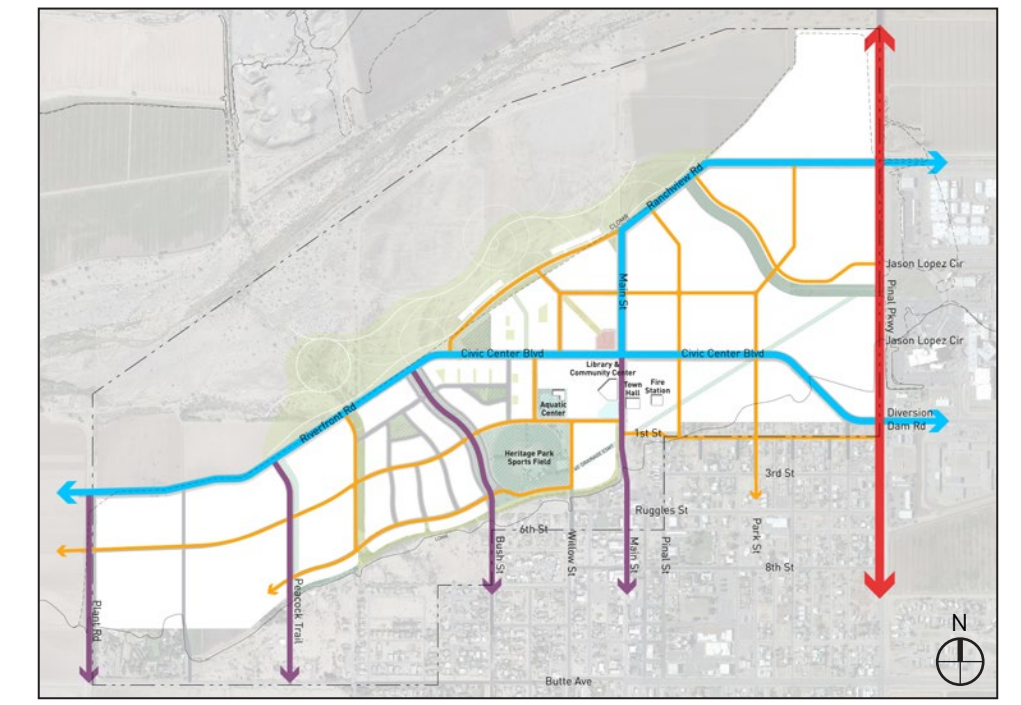 CLOMR
Ranchview Rd
Jason Lopez Cir
Main St
Pinal Pkwy
Jason Lopez Cir
Civic Center Blvd
Civic Center Blvd
Library &
Community Center
Town
Hall
Fire
Station
Aquatic
Center
Riverfront Rd
Diversion
Dam Rd
1st St
Heritage Park
Sports Field
3rd St
Ruggles St
6th St
Park St
Bush St
Willow St
Main St
Pinal St
8th St
Peacock Trail
Plant Rd
Butte Ave
N